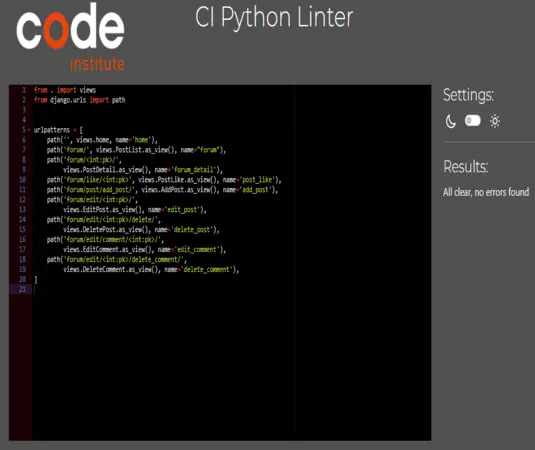 code
institute
CI Python Linter
1 from . import views
2 from django.urls import path
3
4
5 urlpatterns = [
6 path('', views.home, name='home'),
7 path('forum/', views.PostList.as_view(), name="forum"),
8 path('forum/<int:pk>/',
9 views.PostDetail.as_view(), name='forum_detail'),
10 path('forum/like/<int:pk>', views.PostLike.as_view(), name='post_like'),
11 path('forum/post/add_post/', views.AddPost.as_view(), name='add_post'),
12 path('forum/edit/<int:pk>/',
13 views.EditPost.as_view(), name='edit_post'),
14 path('forum/edit/<int:pk>/delete/',
15 views.DeletePost.as_view(), name='delete_post'),
16 path('forum/edit/comment/<int:pk>/',
17 views.EditComment.as_view(), name='edit_comment'),
18 path('forum/edit/<int:pk>/delete_comment/',
19 views.DeleteComment.as_view(), name='delete_comment'),
20 ]
21
Settings:
Results:
All clear, no errors found